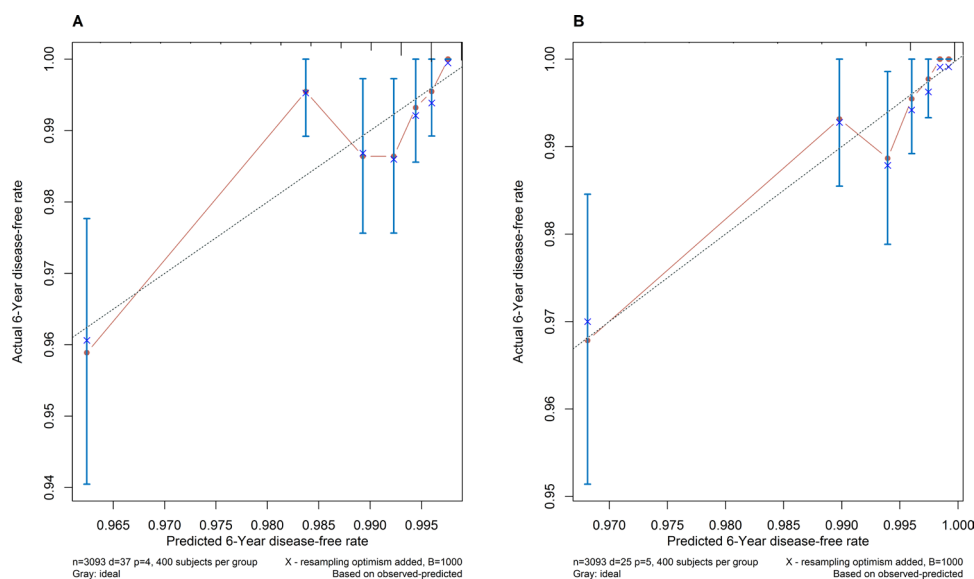 A
B
1.00
0.99
0.98
0.97
0.96
0.95
0.94
Actual 6-Year disease-free rate
0.965 0.970 0.975 0.980 0.985 0.990 0.995
Predicted 6-Year disease-free rate
n=3093 d=37 p=4, 400 subjects per group X - resampling optimism added, B=1000
Gray: ideal Based on observed-predicted
1.00
0.99
0.98
0.97
0.96
0.95
Actual 6-Year disease-free rate
0.970 0.975 0.980 0.985 0.990 0.995 1.000
Predicted 6-Year disease-free rate
n=3093 d=25 p=5, 400 subjects per group X - resampling optimism added, B=1000
Gray: ideal Based on observed-predicted